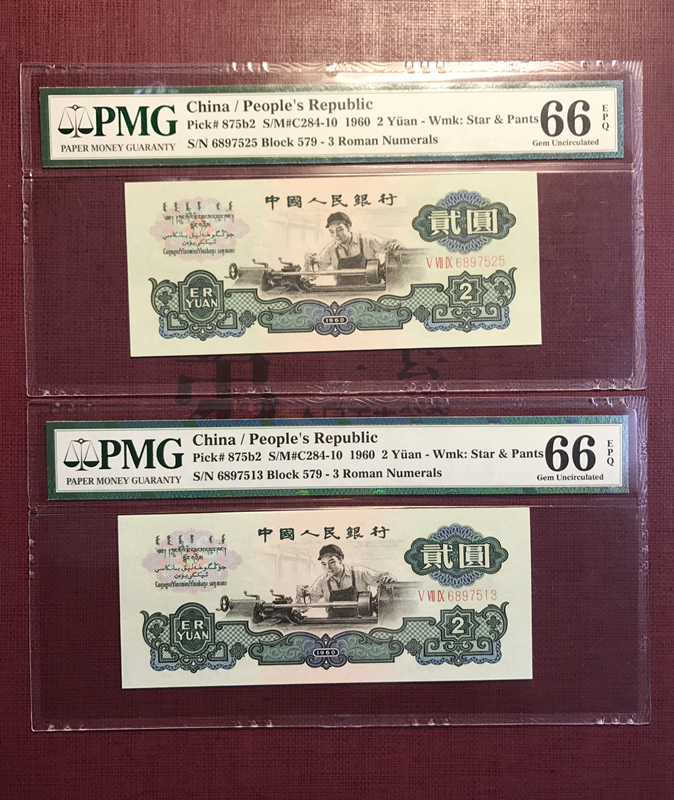 PMG
PAPER MONEY GUARANTY
China / People's Republic
Pick# 875b2 S/M#C284-10 1960 2 Yüan - Wmk: Star & Pants
S/N 6897525 Block 579 - 3 Roman Numerals
66
EPQ
Gem Uncirculated
中國人民銀行
貳圓
V VII IX 6897525
ER
YUAN
1960
2
PMG
PAPER MONEY GUARANTY
China / People's Republic
Pick# 875b2 S/M#C284-10 1960 2 Yüan - Wmk: Star & Pants
S/N 6897513 Block 579 - 3 Roman Numerals
66
EPQ
Gem Uncirculated
中國人民銀行
貳圓
V VII IX 6897513
ER
YUAN
1960
2